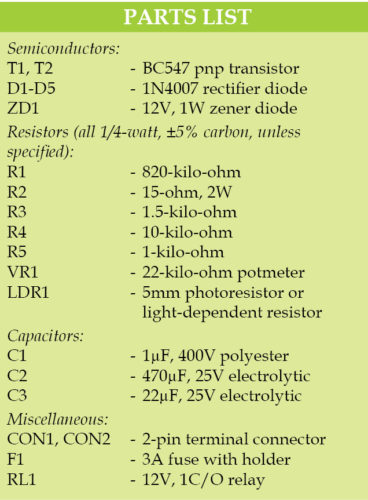 PARTS LIST
Semiconductors:
T1, T2 - BC547 pnp transistor
D1-D5 - 1N4007 rectifier diode
ZD1 - 12V, 1W zener diode
Resistors (all 1/4-watt, ±5% carbon, unless
specified):
R1 - 820-kilo-ohm
R2 - 15-ohm, 2W
R3 - 1.5-kilo-ohm
R4 - 10-kilo-ohm
R5 - 1-kilo-ohm
VR1 - 22-kilo-ohm potmeter
LDR1 - 5mm photoresistor or
light-dependent resistor
Capacitors:
C1 - 1µF, 400V polyester
C2 - 470µF, 25V electrolytic
C3 - 22µF, 25V electrolytic
Miscellaneous:
CON1, CON2 - 2-pin terminal connector
F1 - 3A fuse with holder
RL1 - 12V, 1C/O relay